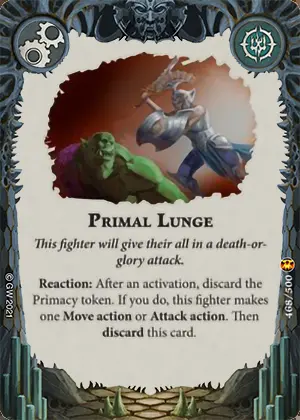 PRIMAL LUNGE
This fighter will give their all in a death-or-
glory attack.
Reaction: After an activation, discard the
Primacy token. If you do, this fighter makes
one Move action or Attack action. Then
discard this card.
© GW 2021
468/500